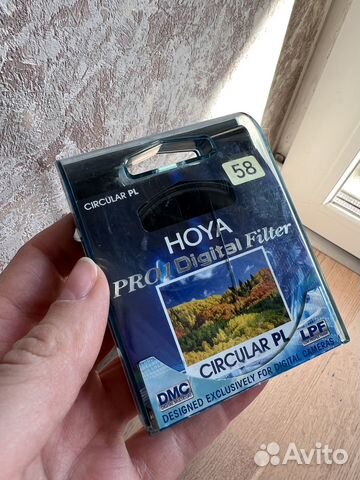 58
CIRCULAR PL
HOYA
PRO1 Digital Filter
CIRCULAR PL
DMC
LPF
DESIGNED EXCLUSIVELY FOR DIGITAL CAMERAS
Avito